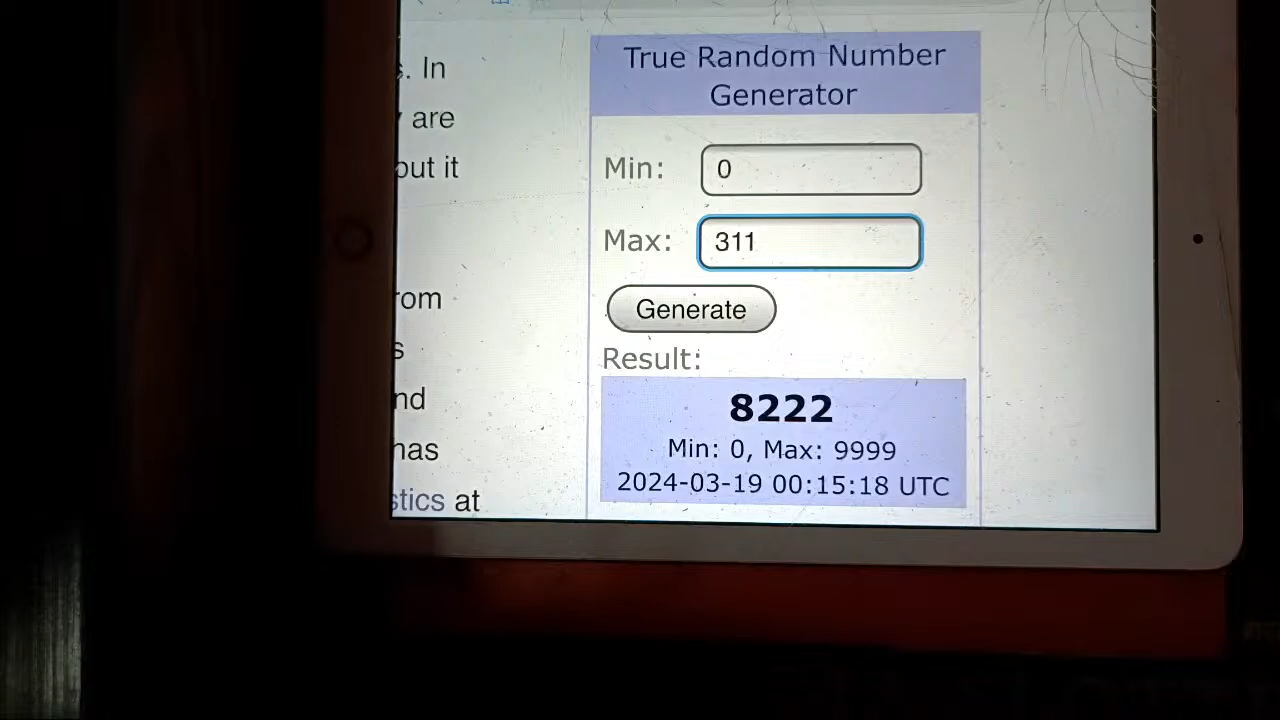 . In
are
out it
rom
s
nd
has
stics at
True Random Number
Generator
Min: 0
Max: 311
Generate
Result:
8222
Min: 0, Max: 9999
2024-03-19 00:15:18 UTC